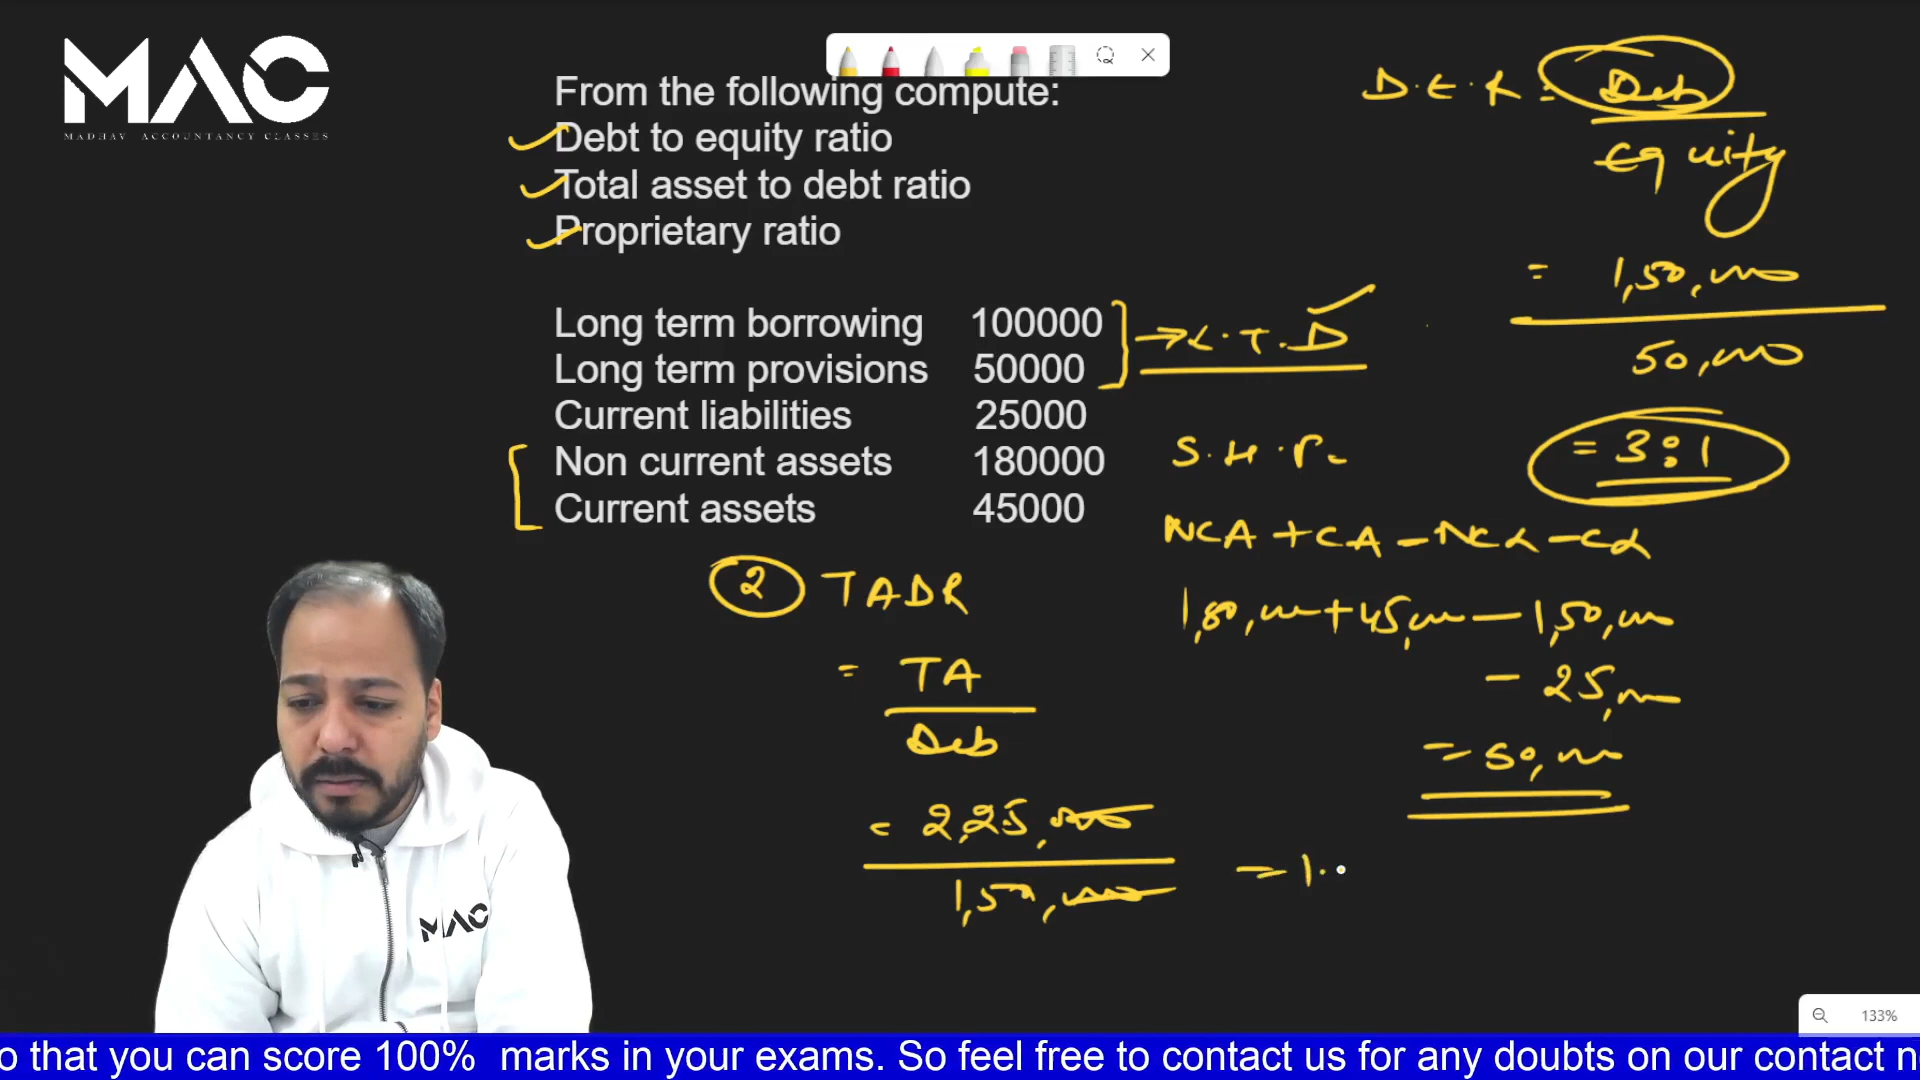 MAC
MADHAV ACCOUNTANCY CLASSES
From the following compute:
Debt to equity ratio
Total asset to debt ratio
Proprietary ratio
Long term borrowing 100000
Long term provisions 50000
Current liabilities 25000
Non current assets 180000
Current assets 45000
→ L.T.D
D.E.R = Deb
Equity
= 1,50,000
50,000
= 3:1
S.H.F =
NCA + CA - NCL - CL
1,80,000 + 45,000 - 1,50,000
- 25,000
= 50,000
2 TADR
= TA
Deb
= 2,25,000
1,50,000
= 1.
MAC
133%
o that you can score 100% marks in your exams. So feel free to contact us for any doubts on our contact n